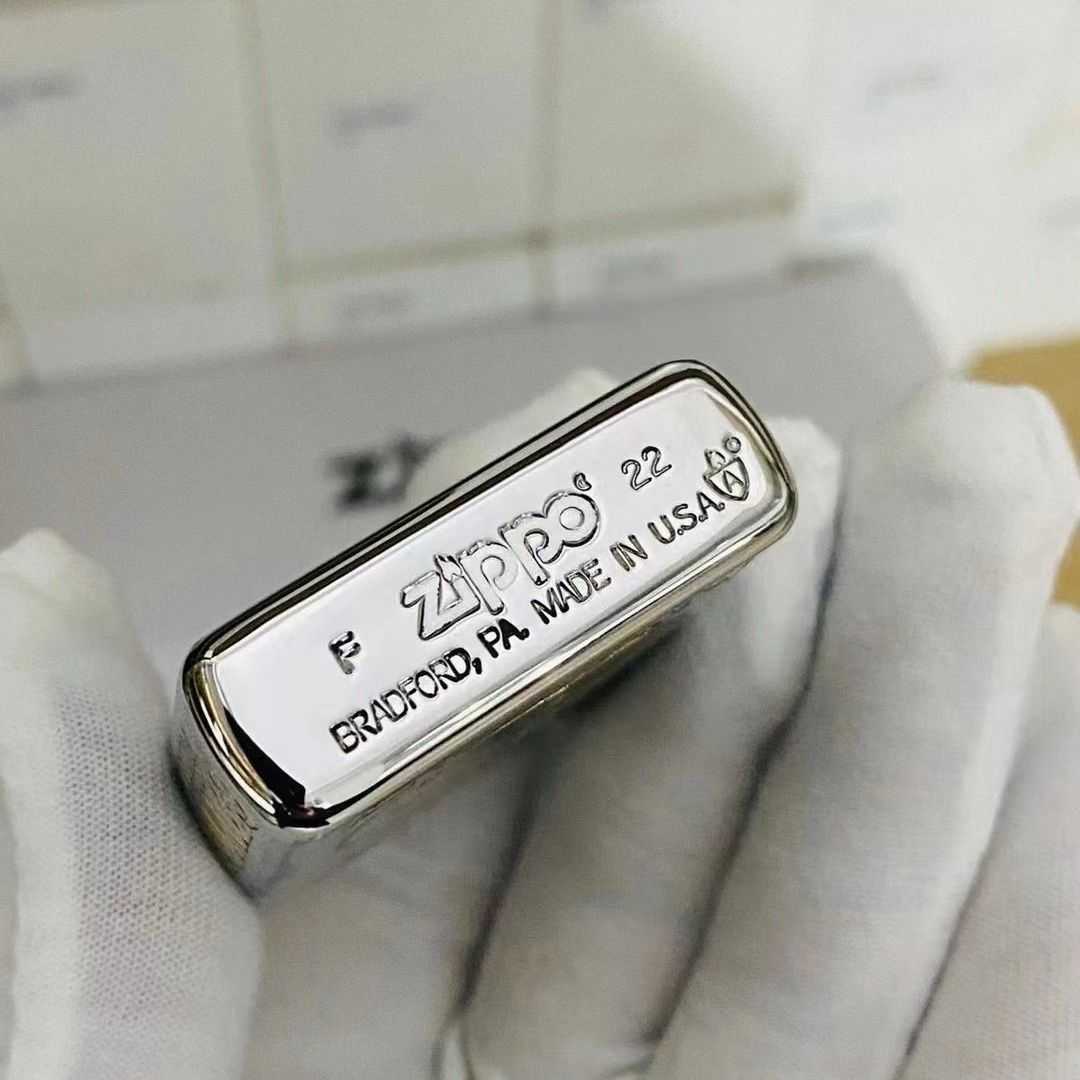 F zippo 22
BRADFORD, PA. MADE IN U.S.A.
A